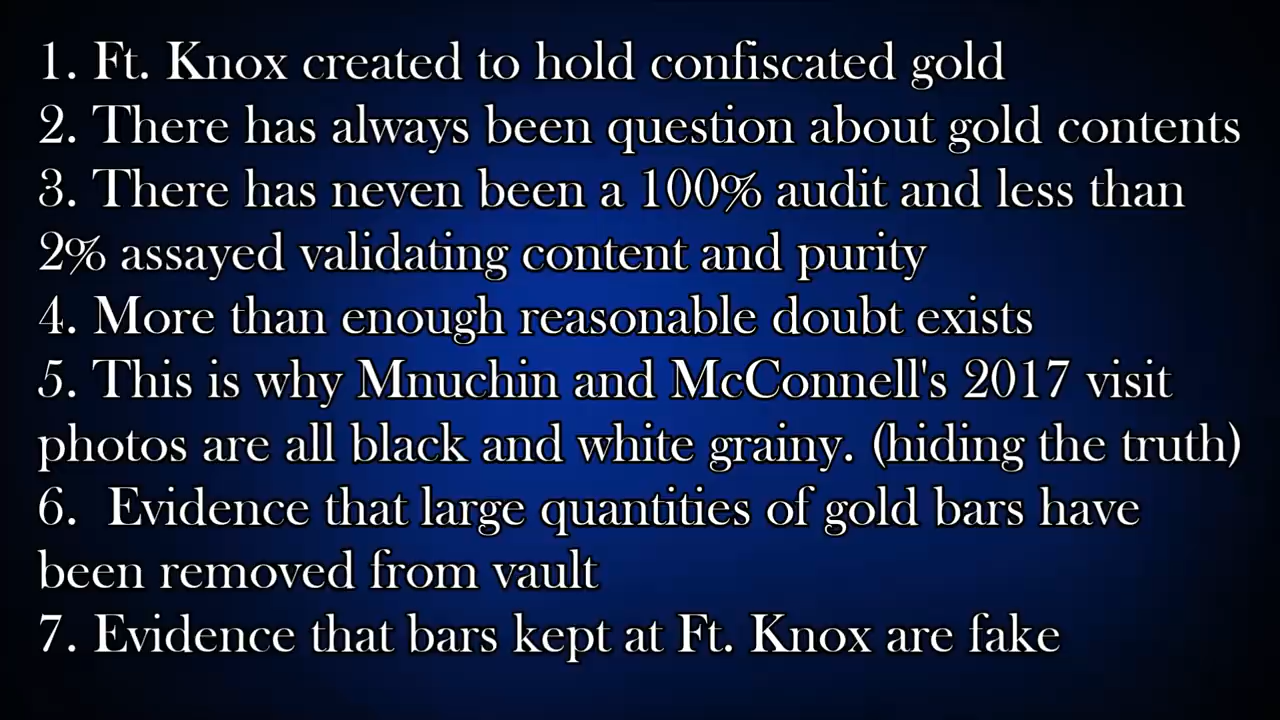 1. Ft. Knox created to hold confiscated gold
2. There has always been question about gold contents
3. There has neven been a 100% audit and less than
2% assayed validating content and purity
4. More than enough reasonable doubt exists
5. This is why Mnuchin and McConnell's 2017 visit
photos are all black and white grainy. (hiding the truth)
6.  Evidence that large quantities of gold bars have
been removed from vault
7. Evidence that bars kept at Ft. Knox are fake